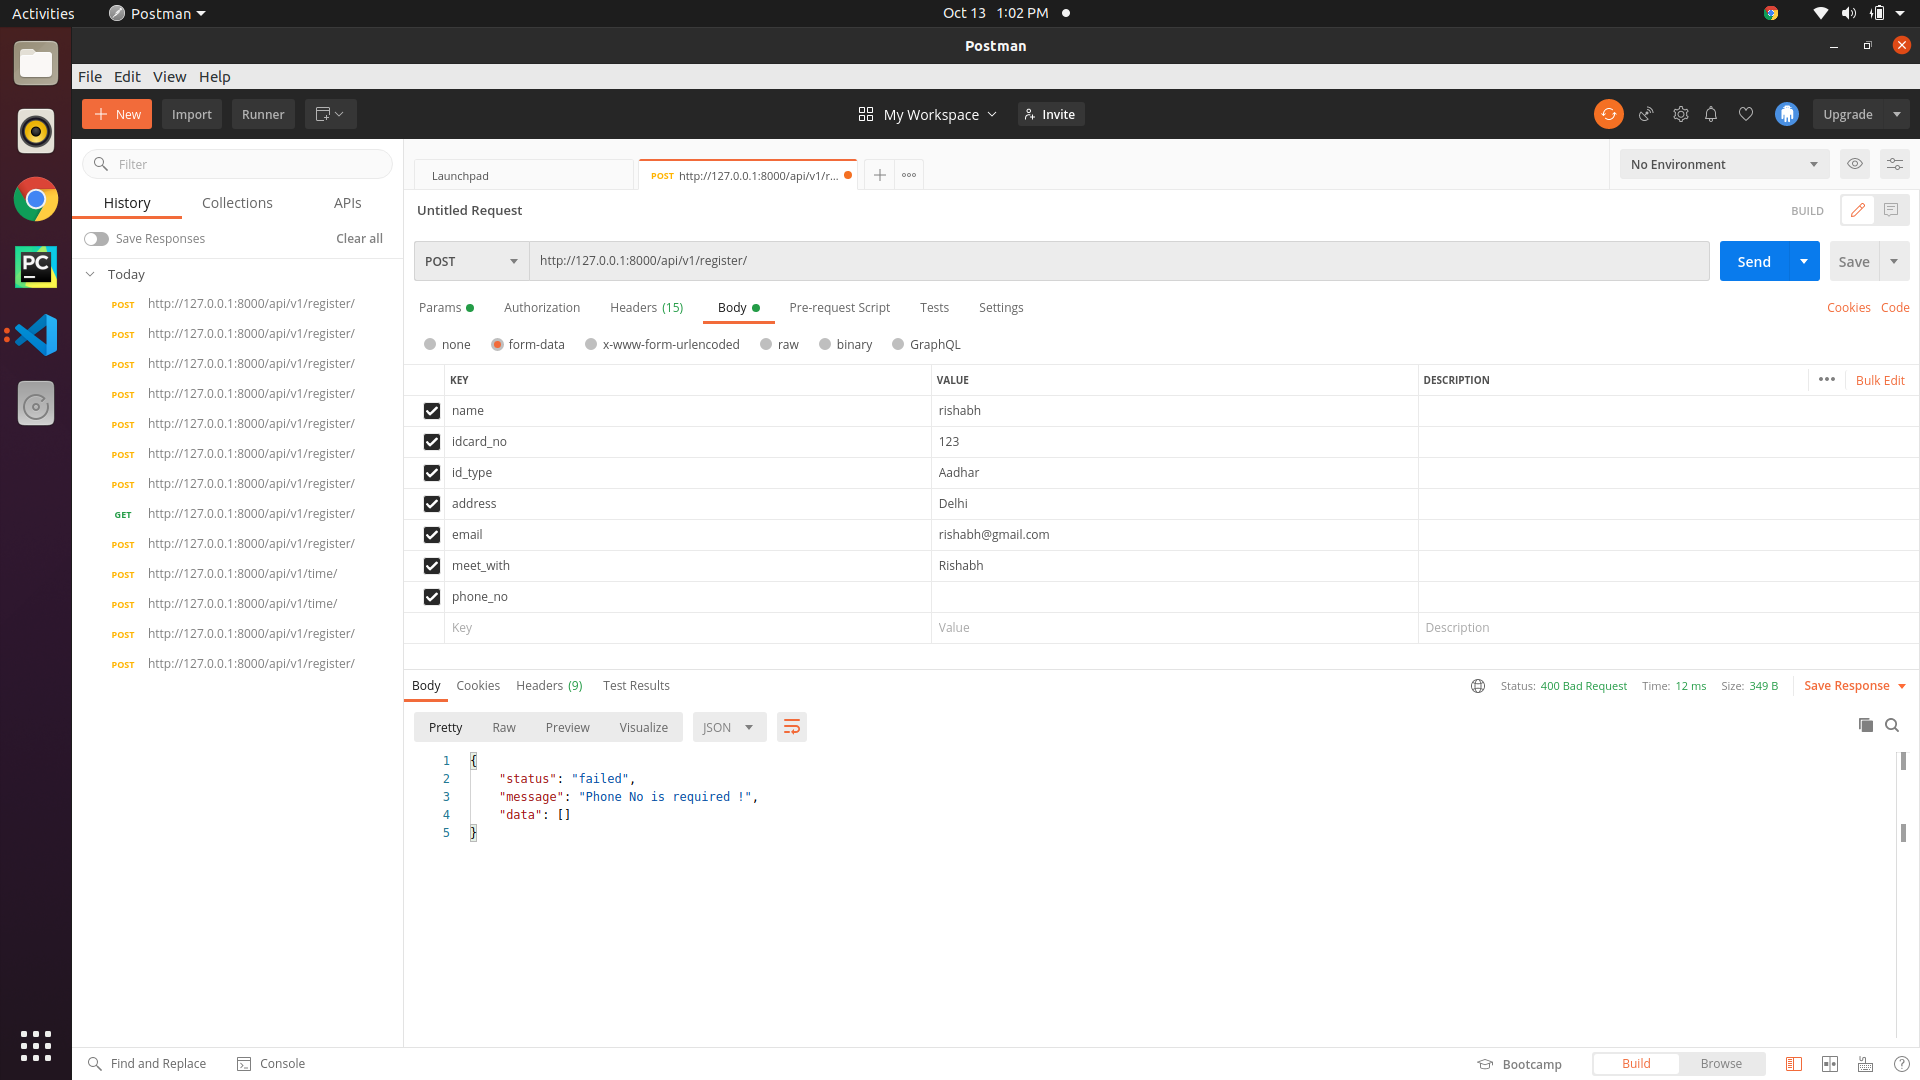 Activities
Postman
Oct 13 1:02 PM
Postman
File Edit View Help
New
Import
Runner
My Workspace
Invite
Upgrade
Filter
History Collections APIs
Save Responses
Clear all
Today
POST http://127.0.0.1:8000/api/v1/register/
POST http://127.0.0.1:8000/api/v1/register/
POST http://127.0.0.1:8000/api/v1/register/
POST http://127.0.0.1:8000/api/v1/register/
POST http://127.0.0.1:8000/api/v1/register/
POST http://127.0.0.1:8000/api/v1/register/
POST http://127.0.0.1:8000/api/v1/register/
GET http://127.0.0.1:8000/api/v1/register/
POST http://127.0.0.1:8000/api/v1/register/
POST http://127.0.0.1:8000/api/v1/time/
POST http://127.0.0.1:8000/api/v1/time/
POST http://127.0.0.1:8000/api/v1/register/
POST http://127.0.0.1:8000/api/v1/register/
PC
Launchpad
POST http://127.0.0.1:8000/api/v1/r...
No Environment
Untitled Request
BUILD
POST
http://127.0.0.1:8000/api/v1/register/
Send
Save
Params Authorization Headers (15) Body Pre-request Script Tests Settings
Cookies Code
none form-data x-www-form-urlencoded raw binary GraphQL
KEY VALUE DESCRIPTION
Bulk Edit
name rishabh
idcard_no 123
id_type Aadhar
address Delhi
email rishabh@gmail.com
meet_with Rishabh
phone_no
Key Value Description
Body Cookies Headers (9) Test Results
Status: 400 Bad Request Time: 12 ms Size: 349 B
Save Response
Pretty Raw Preview Visualize
JSON
1 {
2 "status": "failed",
3 "message": "Phone No is required !",
4 "data": []
5 }
Find and Replace
Console
Bootcamp
Build
Browse